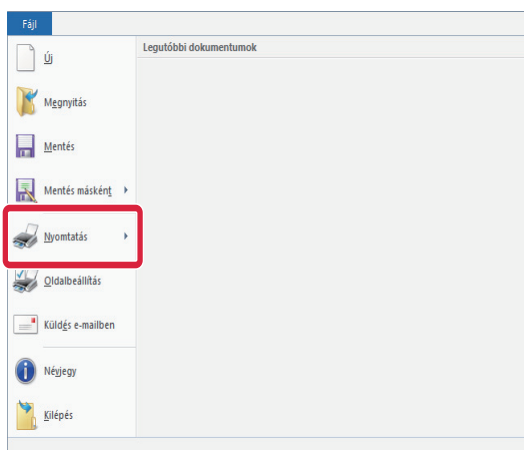 Fájl
Legutóbbi dokumentumok
Új
Megnyitás
Mentés
Mentés másként
Nyomtatás
Oldalbeállítás
Küldés e-mailben
Névjegy
Kilépés